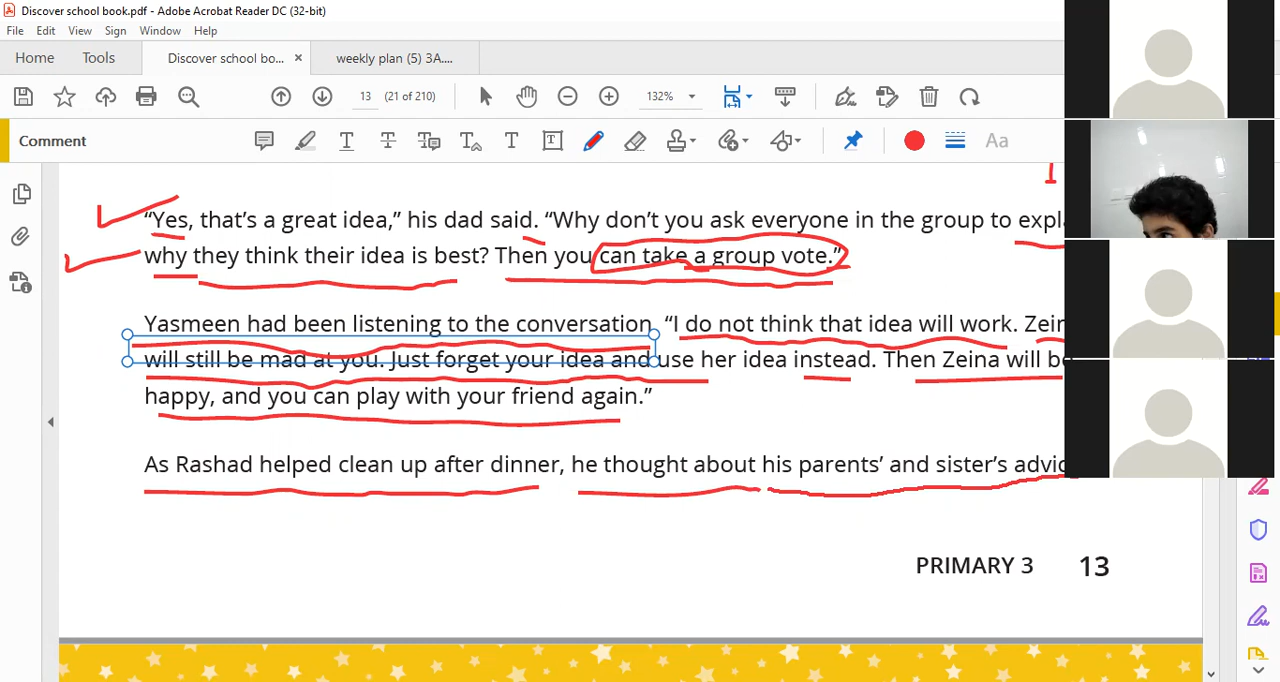 Discover school book.pdf - Adobe Acrobat Reader DC (32-bit)
File Edit View Sign Window Help
Home Tools Discover school bo... × weekly plan (5) 3A....
13 (21 of 210) 132%
Comment
Aa
“Yes, that’s a great idea,” his dad said. “Why don’t you ask everyone in the group to
why they think their idea is best? Then you can take a group vote.”
Yasmeen had been listening to the conversation. “I do not think that idea will work.
will still be mad at you. Just forget your idea and use her idea instead. Then Zeina will be
happy, and you can play with your friend again.”
As Rashad helped clean up after dinner, he thought about his parents’ and sister’s
PRIMARY 3 13